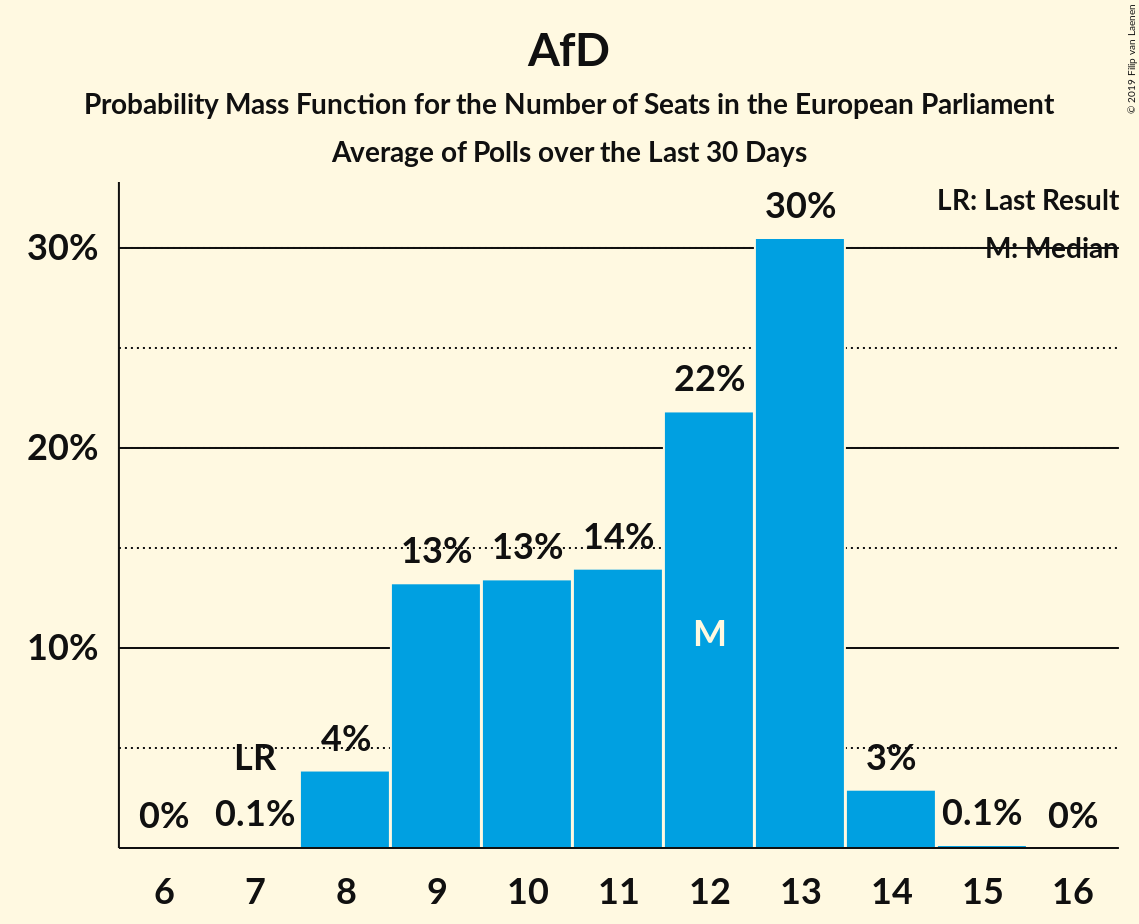 AfD
Probability Mass Function for the Number of Seats in the European Parliament
Average of Polls over the Last 30 Days
© 2019 Filip van Laenen
LR: Last Result
M: Median
30%
20%
10%
0%
LR
0.1%
4%
13%
13%
14%
22%
M
30%
3%
0.1%
0%
6 7 8 9 10 11 12 13 14 15 16